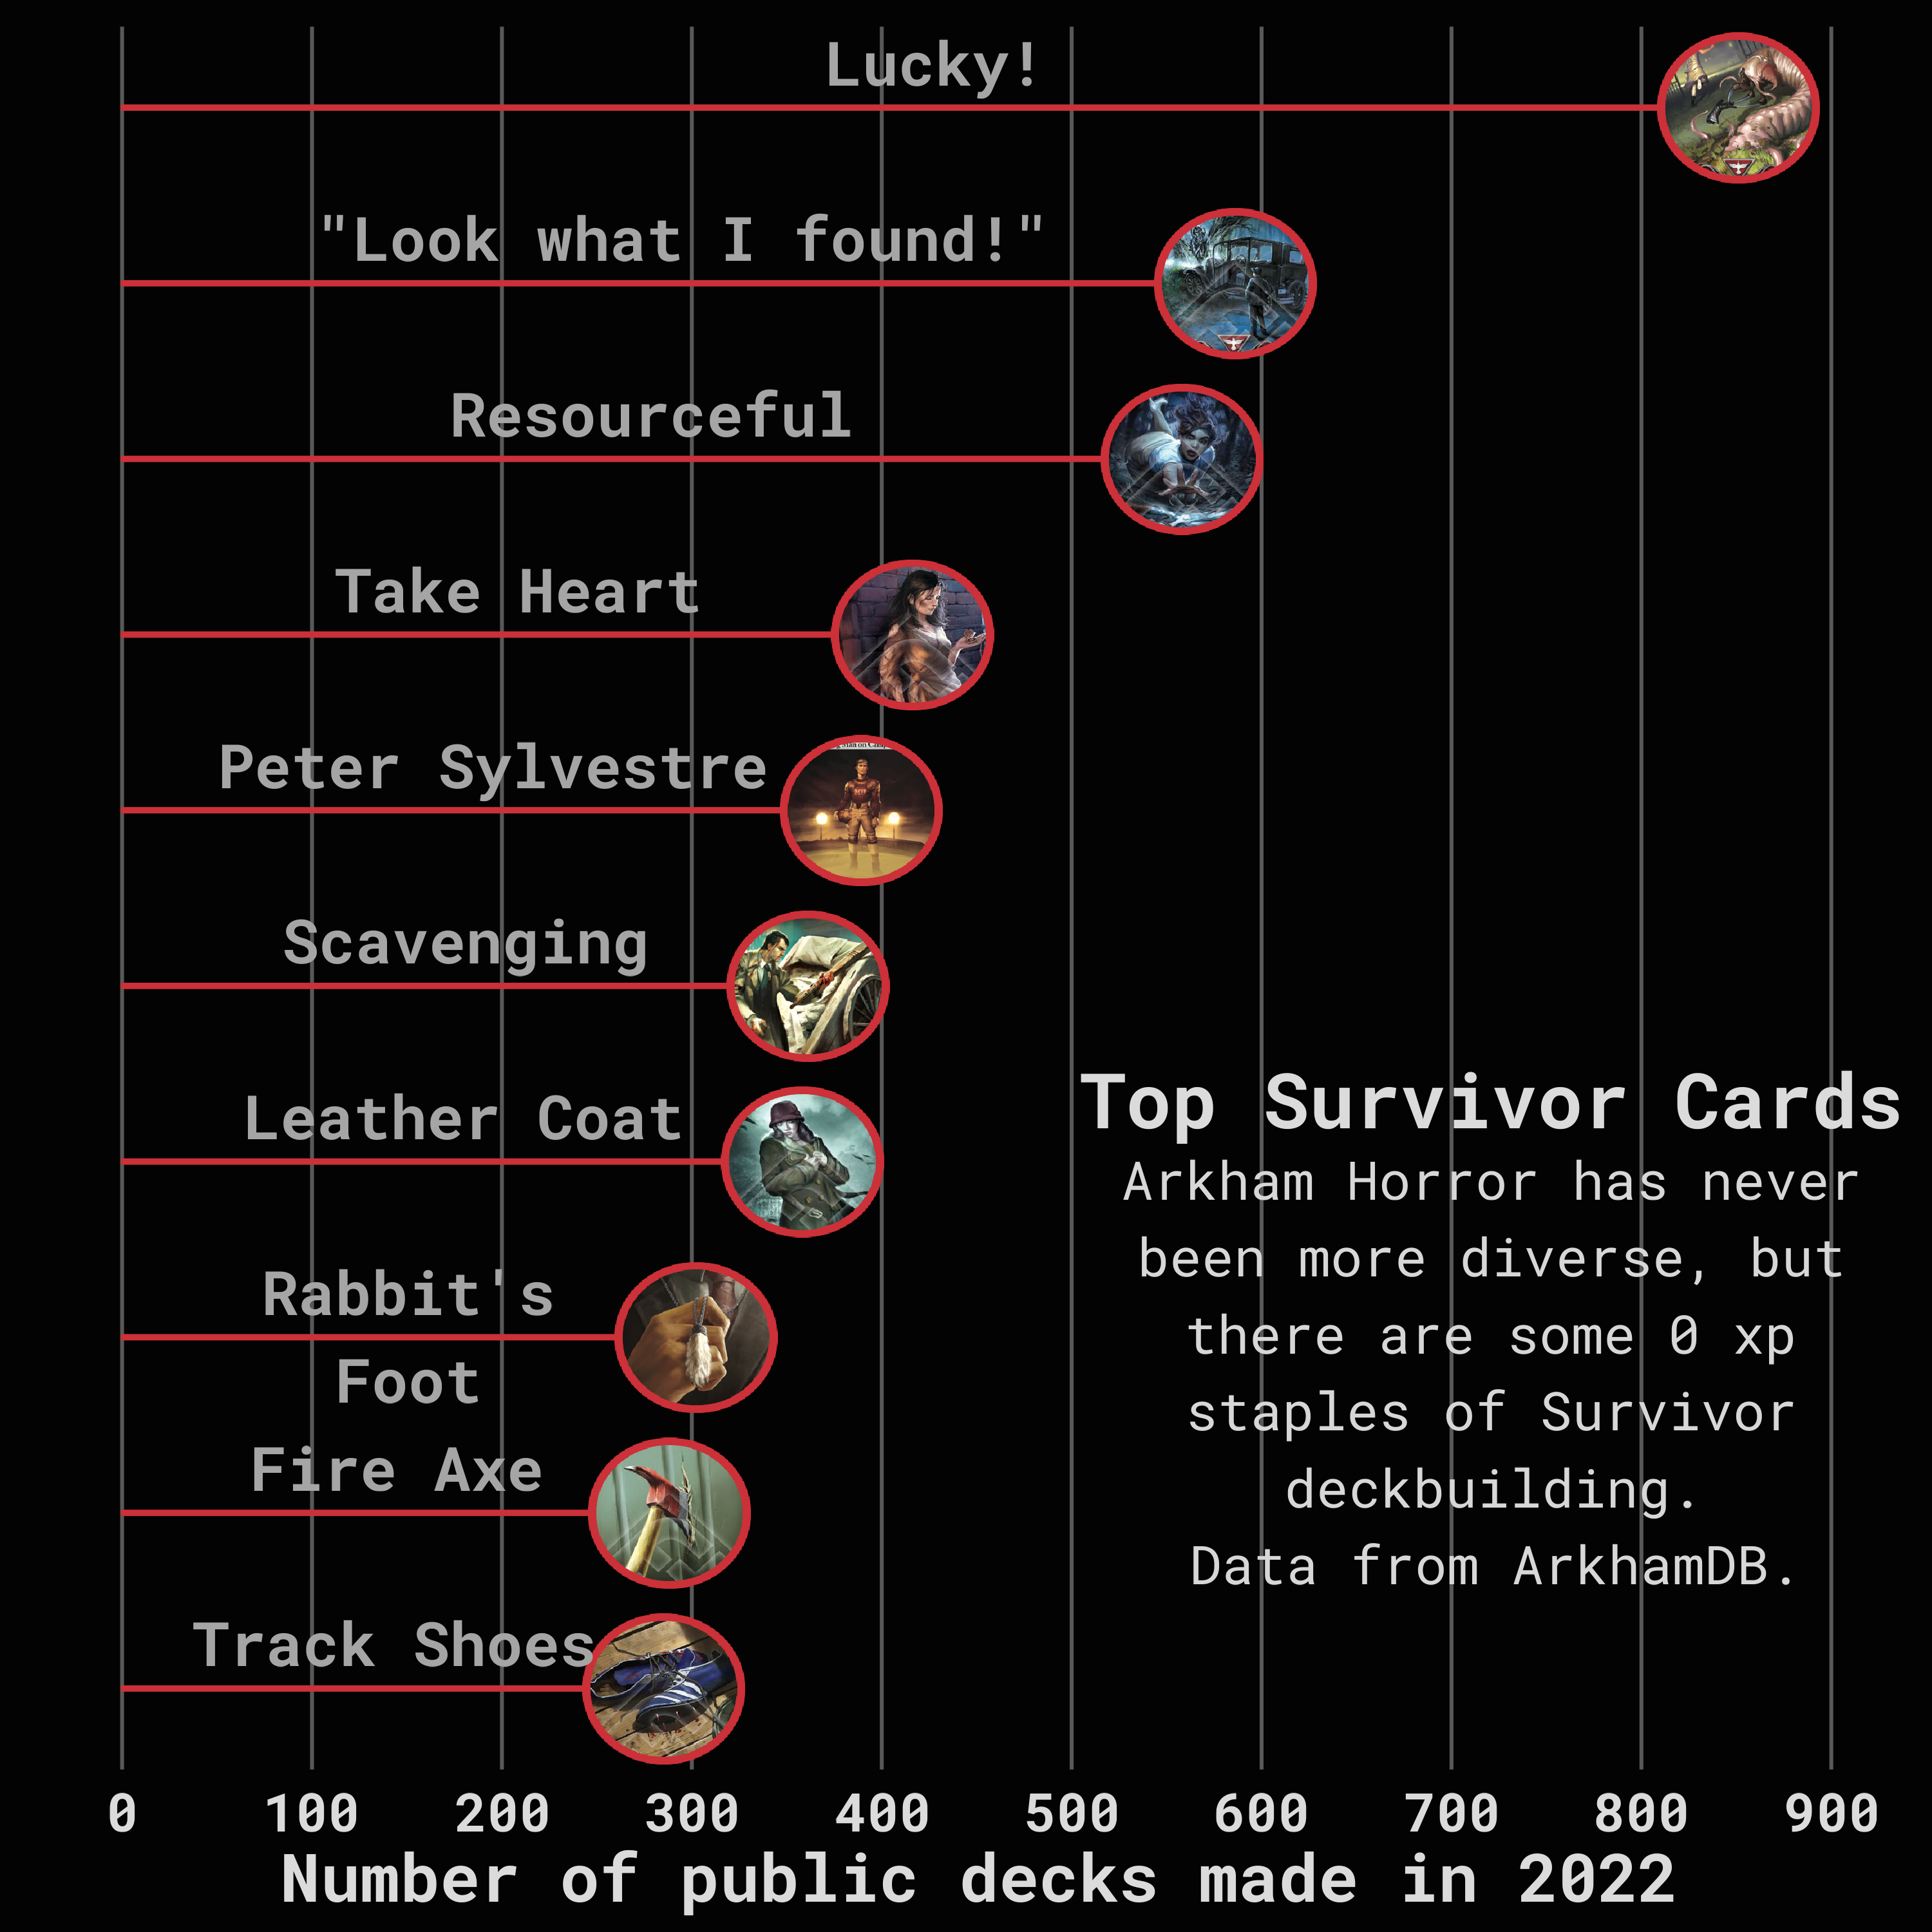 Lucky!
"Look what I found!"
Resourceful
Take Heart
Peter Sylvestre
Scavenging
Leather Coat
Rabbit's
Foot
Fire Axe
Track Shoes
Top Survivor Cards
Arkham Horror has never
been more diverse, but
there are some 0 xp
staples of Survivor
deckbuilding.
Data from ArkhamDB.
0 100 200 300 400 500 600 700 800 900
Number of public decks made in 2022